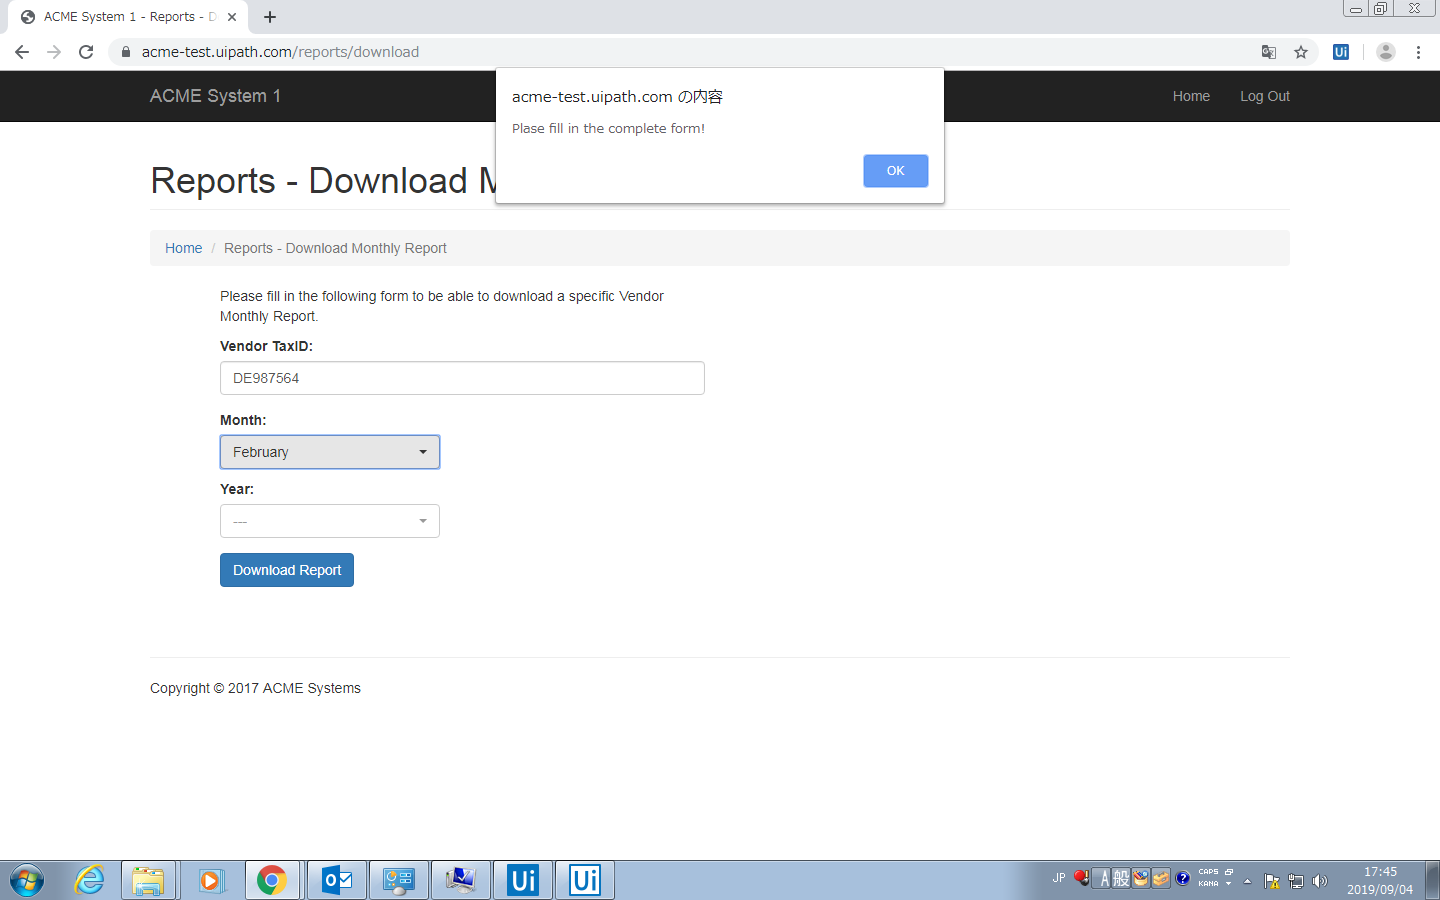 ACME System 1 - Reports - D
acme-test.uipath.com/reports/download
Ui
ACME System 1
Home
Log Out
acme-test.uipath.com の内容
Plase fill in the complete form!
OK
Reports - Download M
Home / Reports - Download Monthly Report
Please fill in the following form to be able to download a specific Vendor
Monthly Report.
Vendor TaxID:
DE987564
Month:
February
Year:
---
Download Report
Copyright © 2017 ACME Systems
Ui
Ui
JP
A 般
CAPS
KANA
17:45
2019/09/04